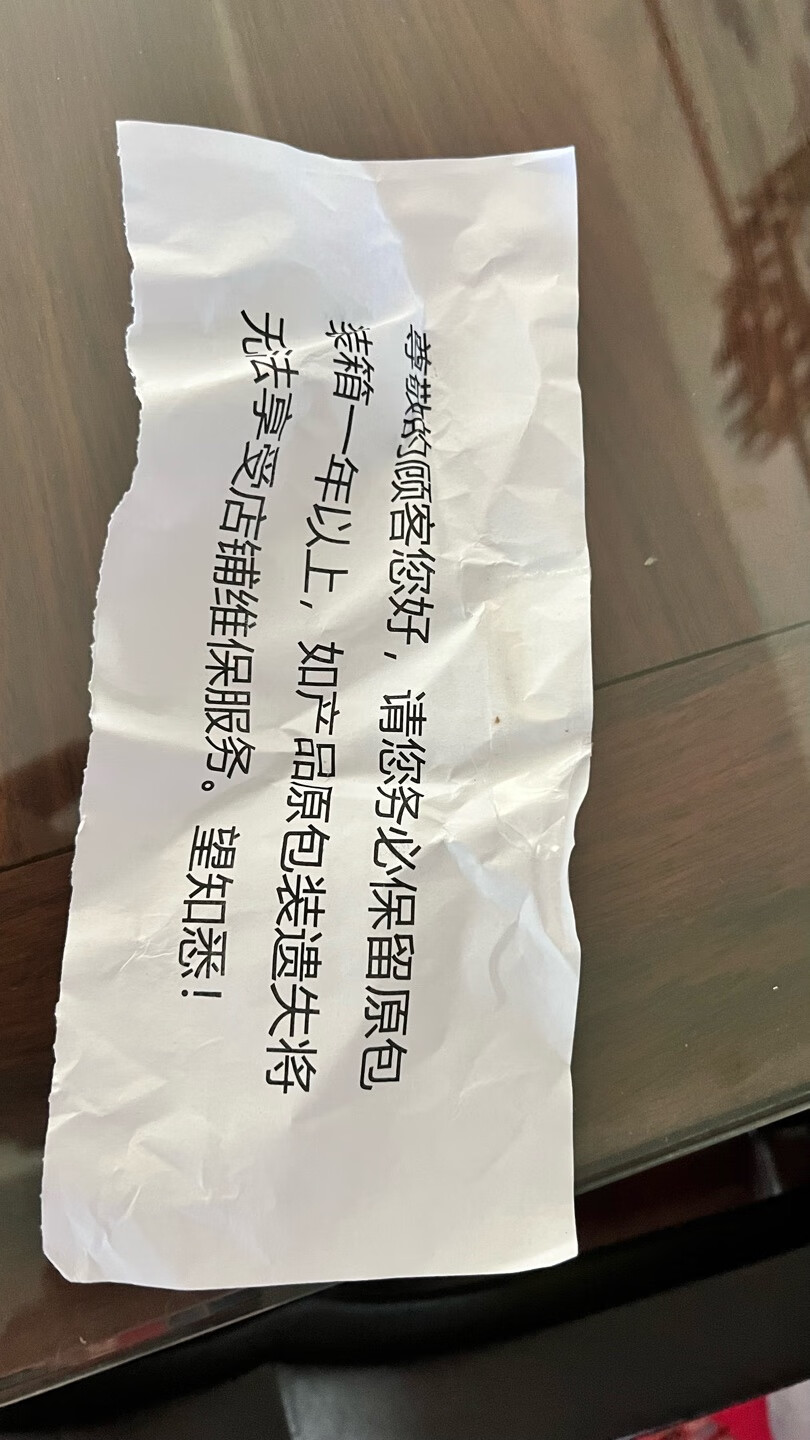 尊敬的顾客您好，请您务必保留原包
装箱一年以上，如产品原包装遗失将
无法享受店铺维保服务。望知悉！